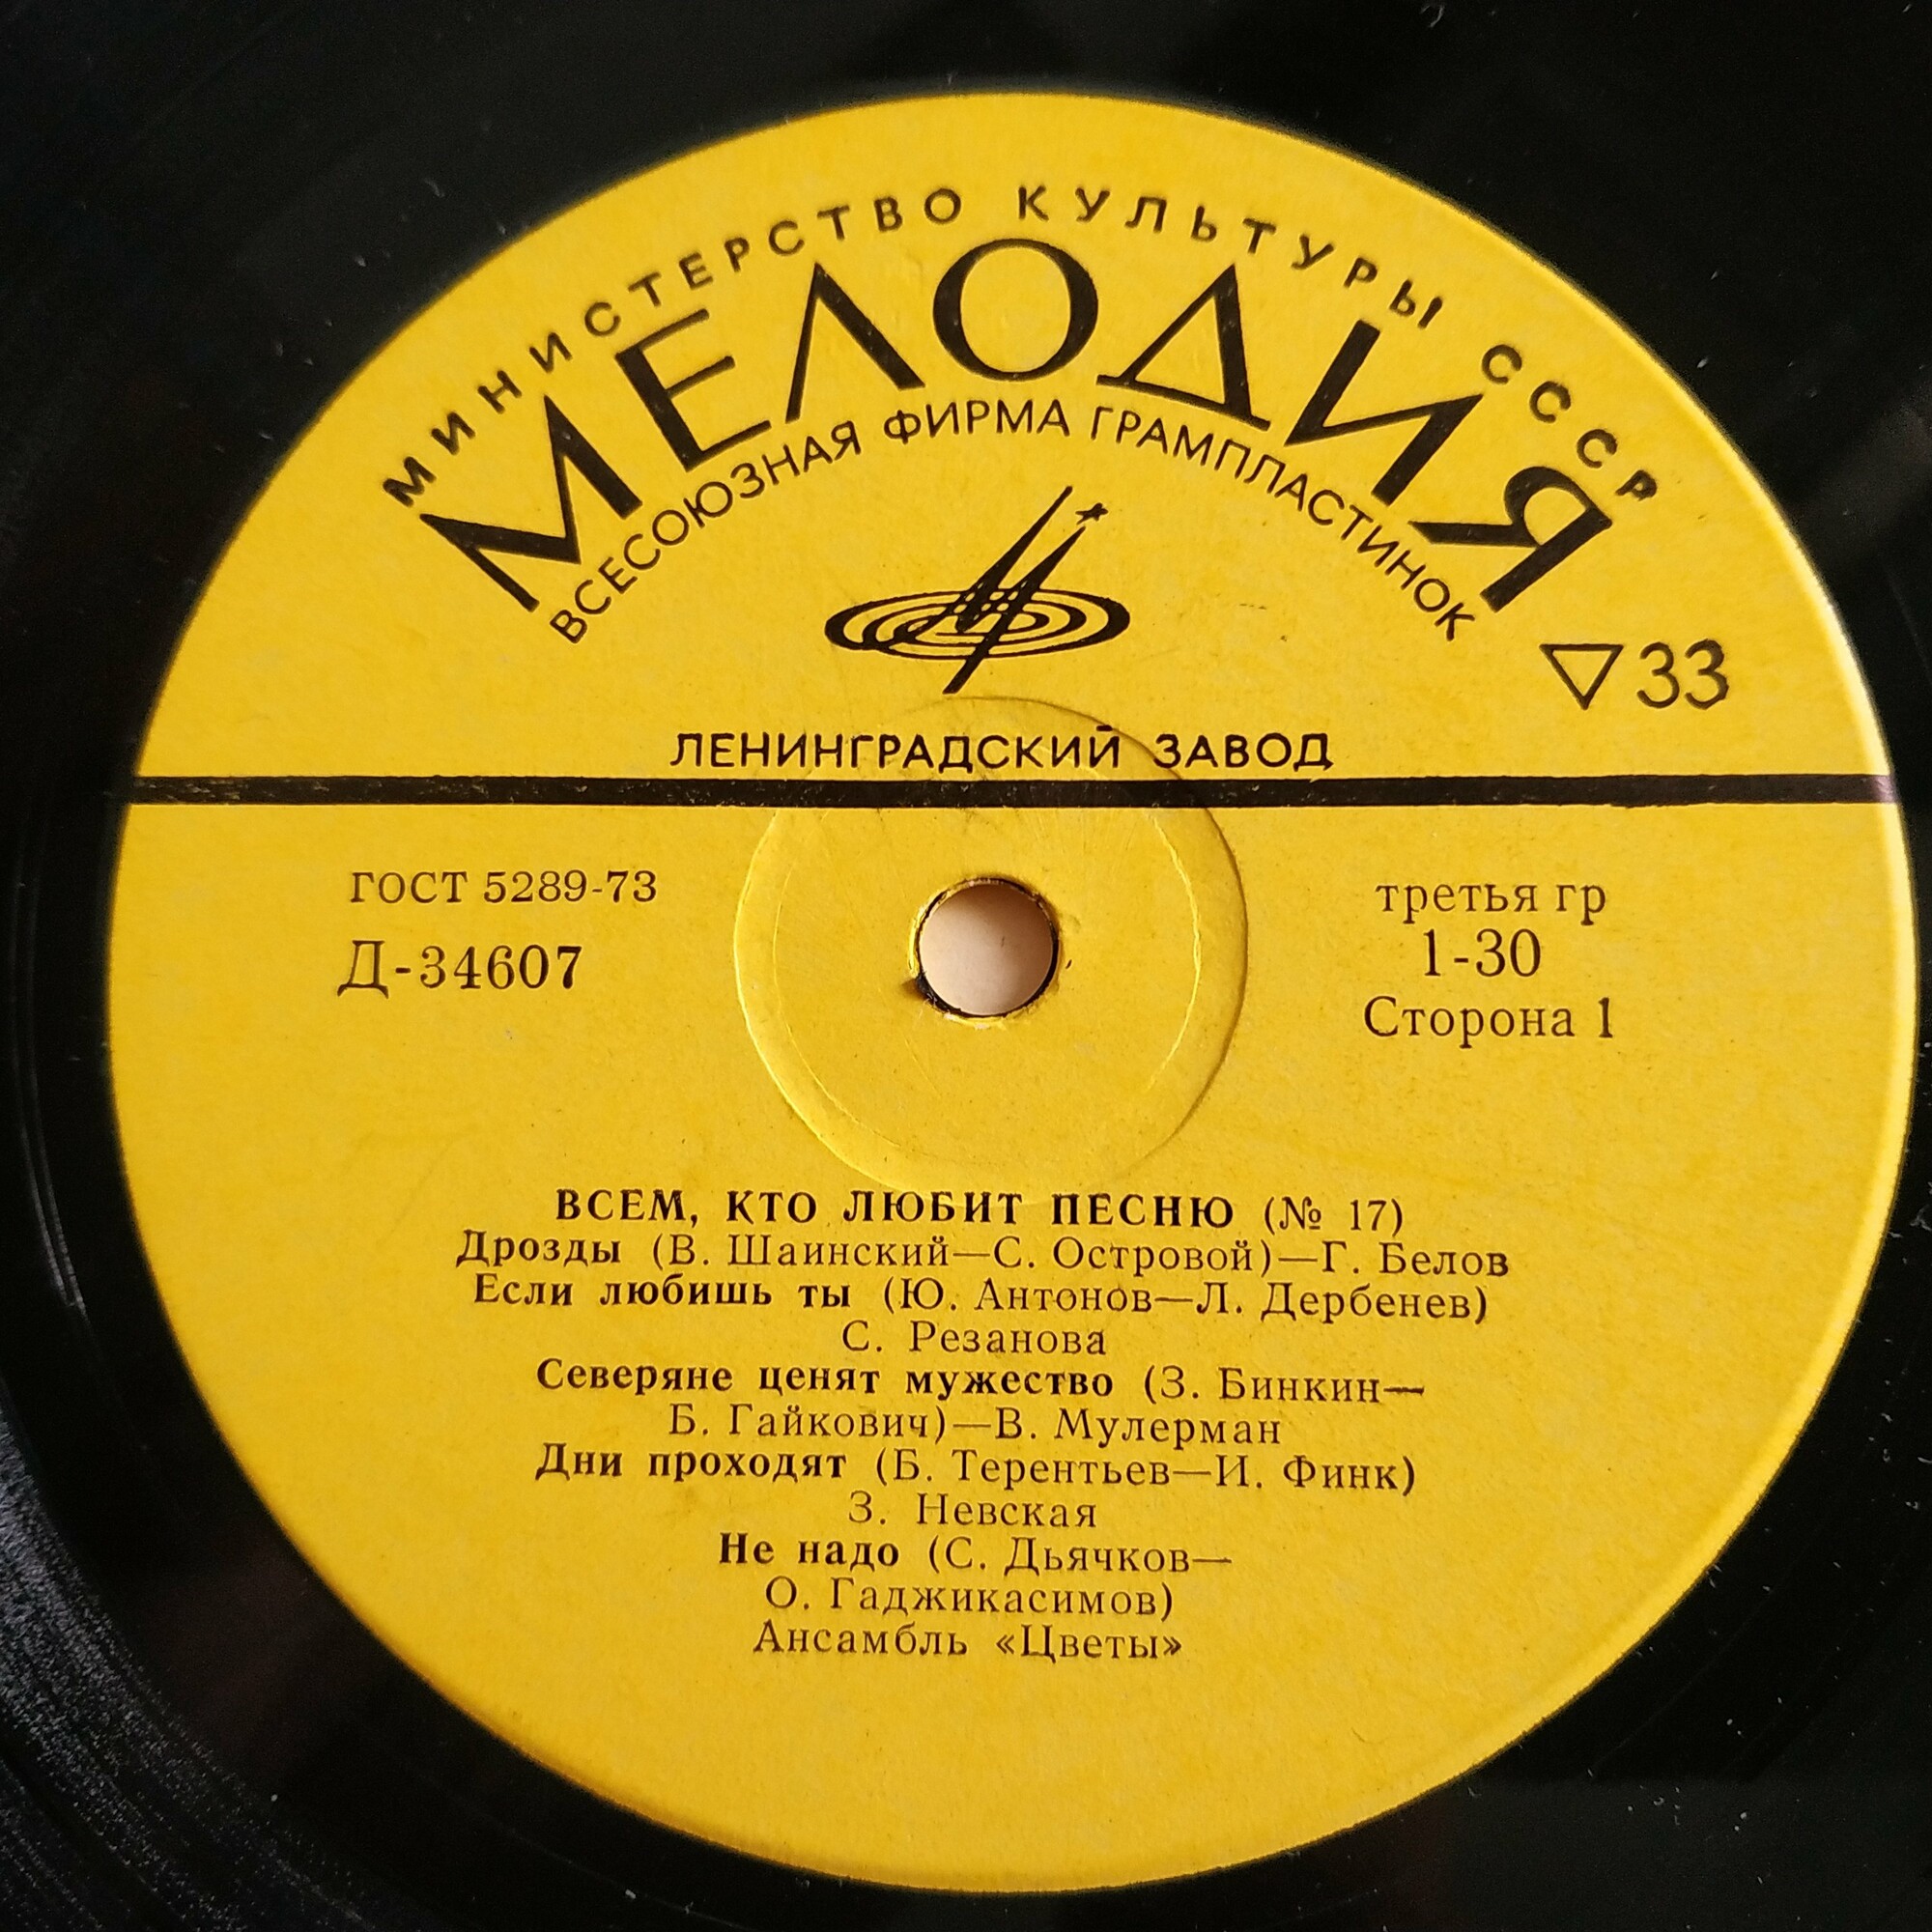 МИНИСТЕРСТВО КУЛЬТУРЫ СССР
МЕЛОДИЯ
ВСЕСОЮЗНАЯ ФИРМА ГРАМПЛАСТИНОК
33
ЛЕНИНГРАДСКИЙ ЗАВОД
ГОСТ 5289-73
Д-34607
третья гр
1-30
Сторона 1
ВСЕМ, КТО ЛЮБИТ ПЕСНЮ (№ 17)
Дрозды (В. Шаинский—С. Островой)—Г. Белов
Если любишь ты (Ю. Антонов—Л. Дербенев)
С. Резанова
Северяне ценят мужество (З. Бинкин—
Б. Гайкович)—В. Мулерман
Дни проходят (Б. Терентьев—И. Финк)
З. Невская
Не надо (С. Дьячков—
О. Гаджикасимов)
Ансамбль «Цветы»